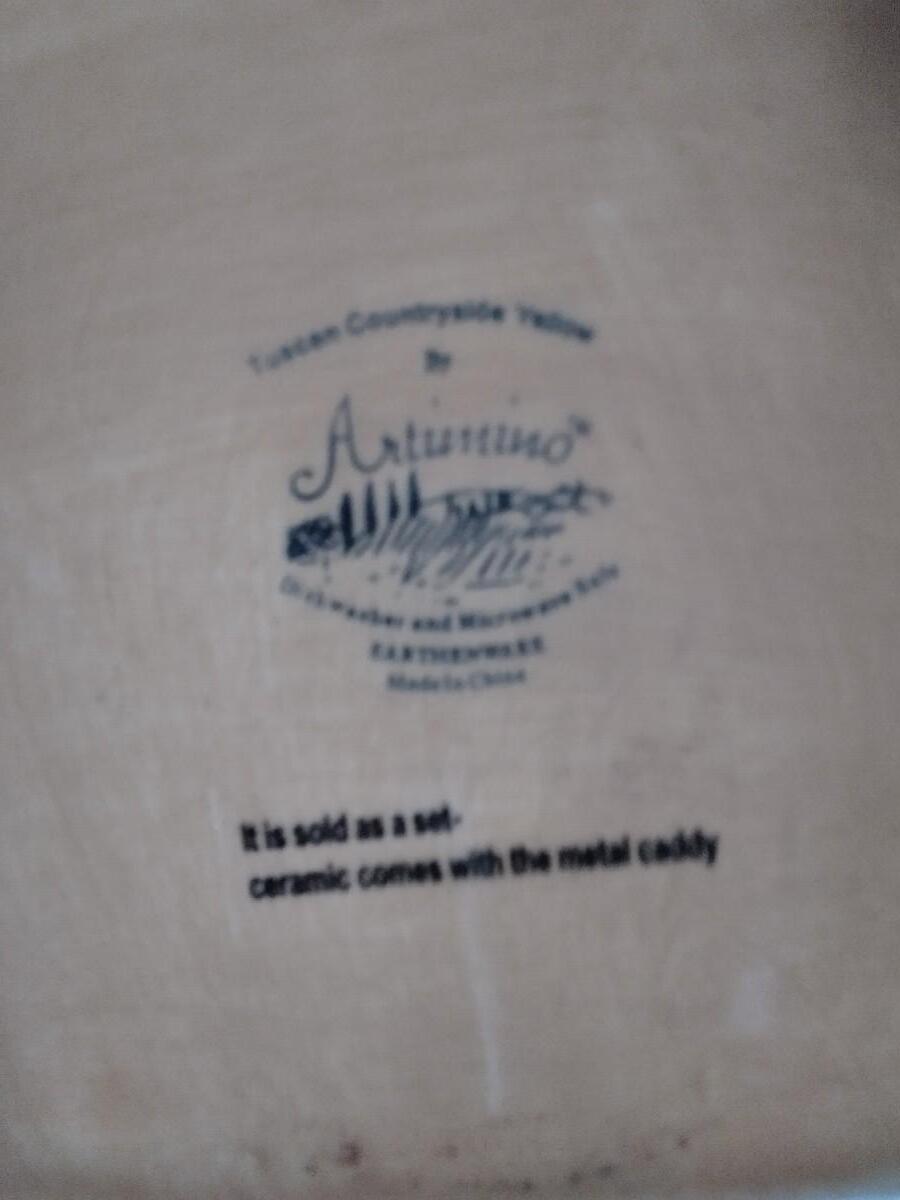 Tuscan Countryside Yellow
By
Artimino™
Dishwasher and Microwave Safe
EARTHENWARE
Made In China
It is sold as a set-
ceramic comes with the metal caddy